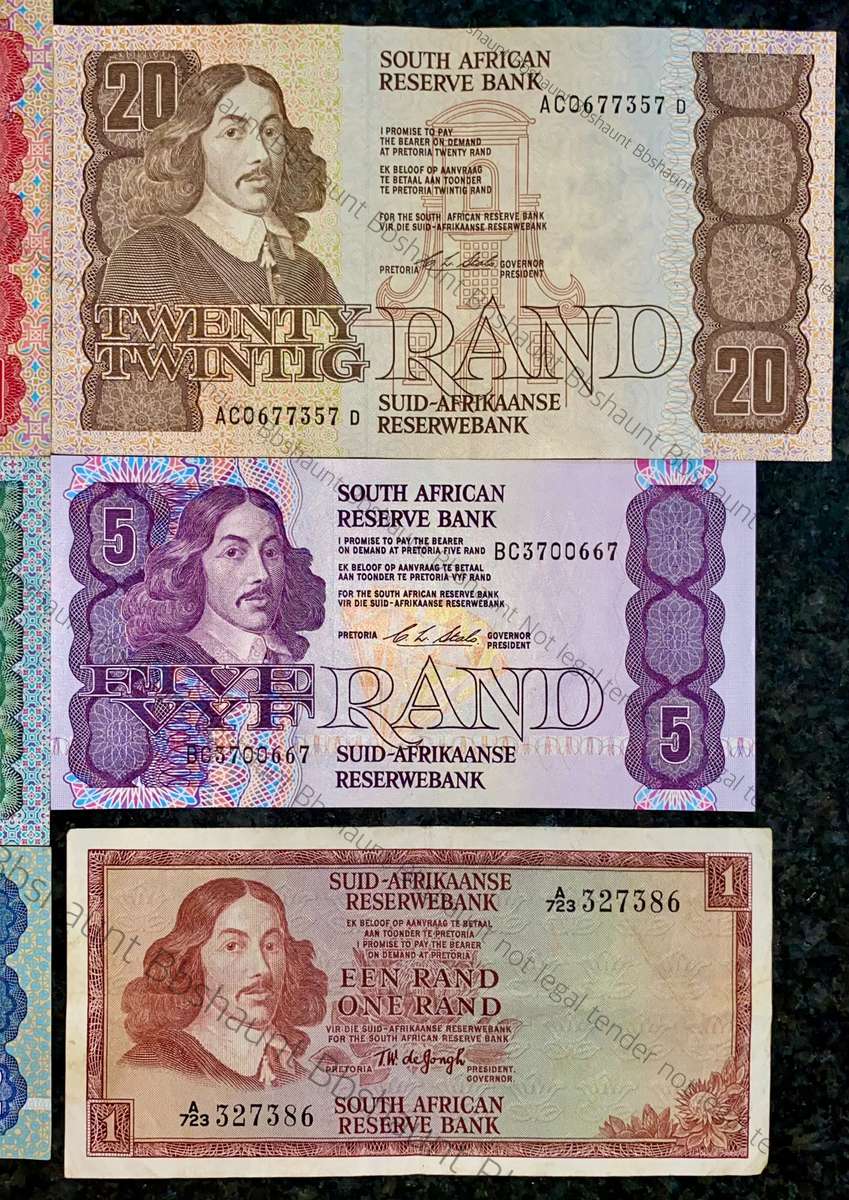 20
SOUTH AFRICAN
RESERVE BANK
AC0677357 D
I PROMISE TO PAY
THE BEARER ON DEMAND
AT PRETORIA TWENTY RAND
EK BELOOF OP AANVRAAG
TE BETAAL AAN TOONDER
TE PRETORIA TWINTIG RAND
FOR THE SOUTH AFRICAN RESERVE BANK
VIR DIE SUID-AFRIKAANSE RESERWEBANK
PRETORIA GOVERNOR
PRESIDENT
TWENTY
TWINTIG
RAND
20
SUID-AFRIKAANSE
RESERWEBANK
AC0677357 D
5
SOUTH AFRICAN
RESERVE BANK
I PROMISE TO PAY THE BEARER
ON DEMAND AT PRETORIA FIVE RAND
BC3700667
EK BELOOF OP AANVRAAG TE BETAAL
AAN TOONDER TE PRETORIA VYF RAND
FOR THE SOUTH AFRICAN RESERVE BANK
VIR DIE SUID-AFRIKAANSE RESERWEBANK
PRETORIA GOVERNOR
PRESIDENT
FIVE
VYF
RAND
5
BC3700667
SUID-AFRIKAANSE
RESERWEBANK
1
SUID-AFRIKAANSE
RESERWEBANK
A/723 327386
EK BELOOF OP AANVRAAG TE BETAAL
AAN TOONDER TE PRETORIA
I PROMISE TO PAY THE BEARER
ON DEMAND AT PRETORIA
EEN RAND
ONE RAND
VIR DIE SUID-AFRIKAANSE RESERWEBANK
FOR THE SOUTH AFRICAN RESERVE BANK
T.W. de Jongh
PRETORIA PRESIDENT.
GOVERNOR.
1
A/723 327386
SOUTH AFRICAN
RESERVE BANK
Bbshaunt Bbshaunt Bbshaunt
not legal tender